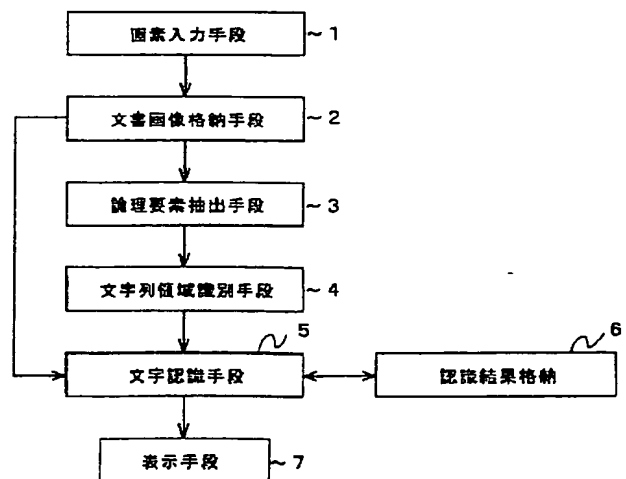 画素入力手段 ~1
文書画像格納手段 ~2
論理要素抽出手段 ~3
文字列領域識別手段 ~4
5
文字認識手段
6
認識結果格納
表示手段 ~7